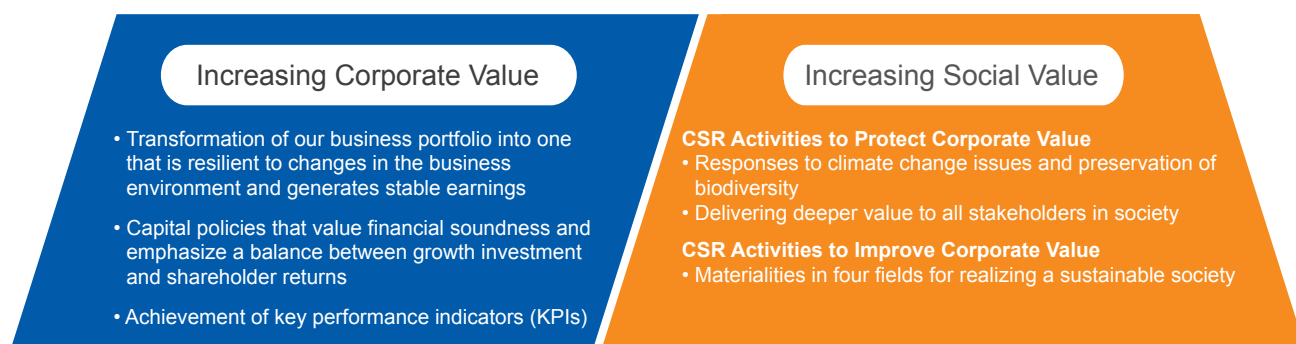 Increasing Corporate Value
• Transformation of our business portfolio into one
that is resilient to changes in the business
environment and generates stable earnings
• Capital policies that value financial soundness and
emphasize a balance between growth investment
and shareholder returns
• Achievement of key performance indicators (KPIs)
Increasing Social Value
CSR Activities to Protect Corporate Value
• Responses to climate change issues and preservation of
biodiversity
• Delivering deeper value to all stakeholders in society
CSR Activities to Improve Corporate Value
• Materialities in four fields for realizing a sustainable society